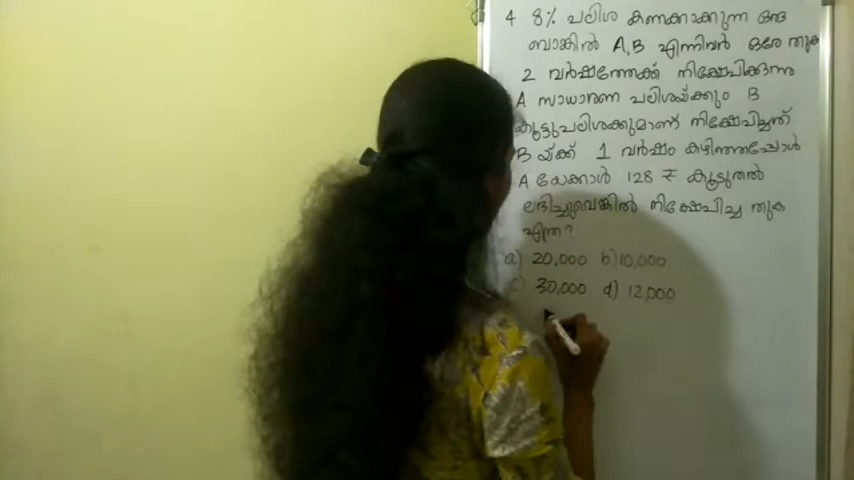 4 8% പലിശ കണക്കാക്കുന്ന ഒരു
ബാങ്കിൽ A,B എന്നിവർ ഒരേ തുക
2 വർഷത്തേക്ക് നിക്ഷേപിക്കുന്നു
A സാധാരണ പലിശയ്ക്കും B
കൂട്ടുപലിശക്കുമാണ് നിക്ഷേപിച്ചത്
B യ്ക്ക് 1 വർഷം കഴിഞ്ഞപ്പോൾ
A യേക്കാൾ 128 ₹ കൂടുതൽ
ലഭിച്ചുവെങ്കിൽ നിക്ഷേപിച്ച തുക
എത്ര?
a) 20,000 b) 10,000
c) 30,000 d) 12,000